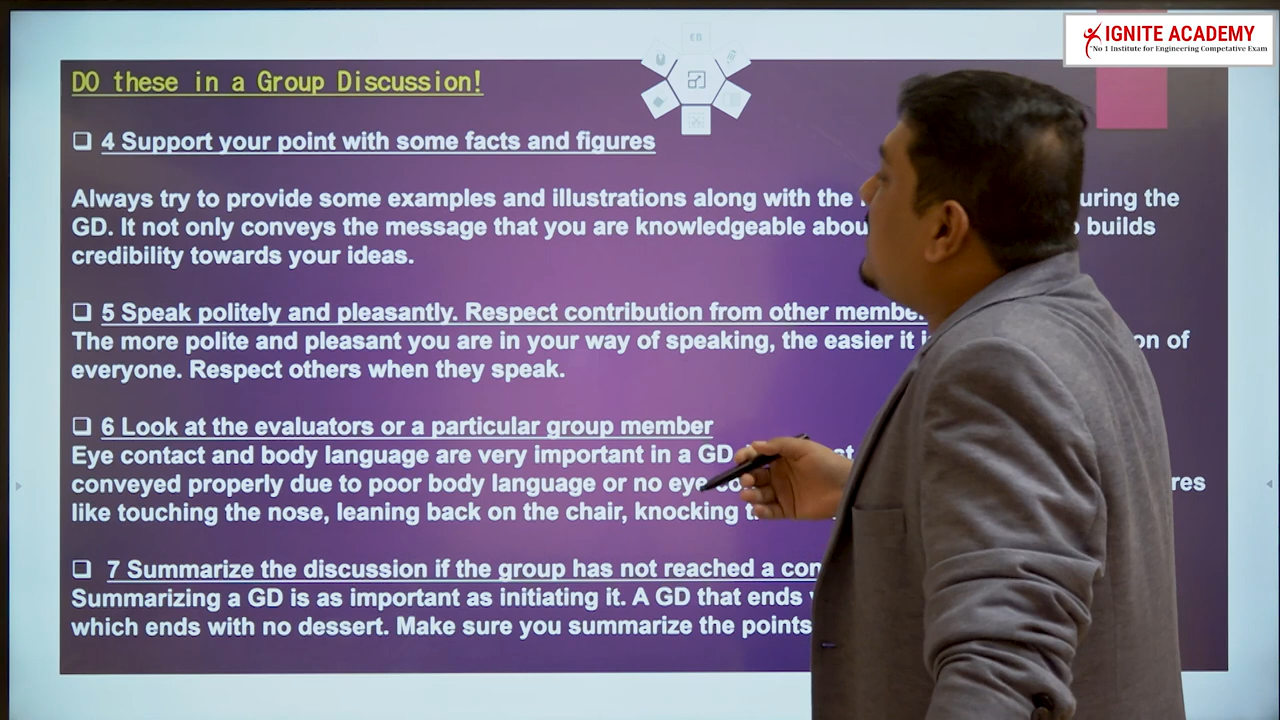 IGNITE ACADEMY
"No 1 Institute for Engineering Competative Exam
DO these in a Group Discussion!
4 Support your point with some facts and figures
Always try to provide some examples and illustrations along with the uring the
GD. It not only conveys the message that you are knowledgeable builds
credibility towards your ideas.
5 Speak politely and pleasantly. Respect contribution from other
The more polite and pleasant you are in your way of speaking, the easier it on of
everyone. Respect others when they speak.
6 Look at the evaluators or a particular group member
Eye contact and body language are very important in a GD
conveyed properly due to poor body language or no eye res
like touching the nose, leaning back on the chair, knocking
7 Summarize the discussion if the group has not reached a
Summarizing a GD is as important as initiating it. A GD that ends
which ends with no dessert. Make sure you summarize the points